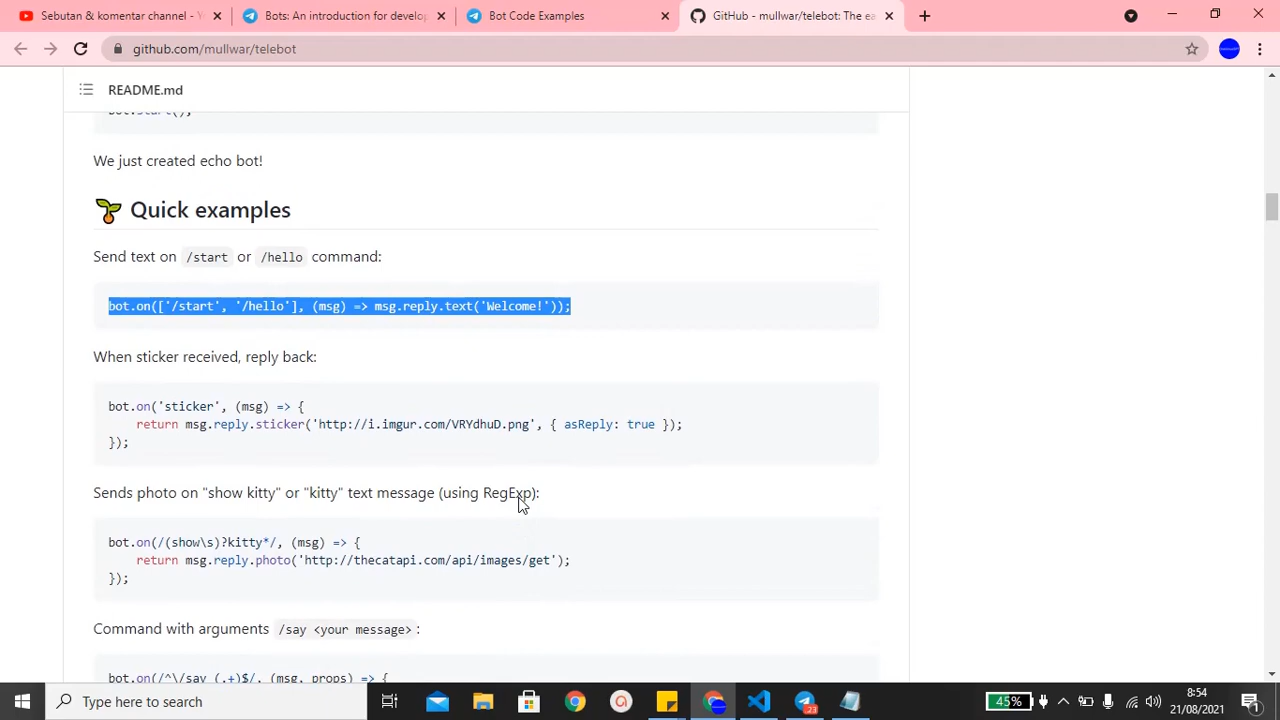 Sebutan & komentar channel - Y
Bots: An introduction for develop
Bot Code Examples
GitHub - mullwar/telebot: The ea
github.com/mullwar/telebot
README.md
bot.start();
We just created echo bot!
Quick examples
Send text on /start or /hello command:
bot.on(['/start', '/hello'], (msg) => msg.reply.text('Welcome!'));
When sticker received, reply back:
bot.on('sticker', (msg) => {
return msg.reply.sticker('http://i.imgur.com/VRYdhuD.png', { asReply: true });
});
Sends photo on "show kitty" or "kitty" text message (using RegExp):
bot.on(/(show\s)?kitty*/, (msg) => {
return msg.reply.photo('http://thecatapi.com/api/images/get');
});
Command with arguments /say <your message>:
bot.on(/^\/say (.+)$/, (msg, props) => {
Type here to search
23
45%
8:54
21/08/2021
1